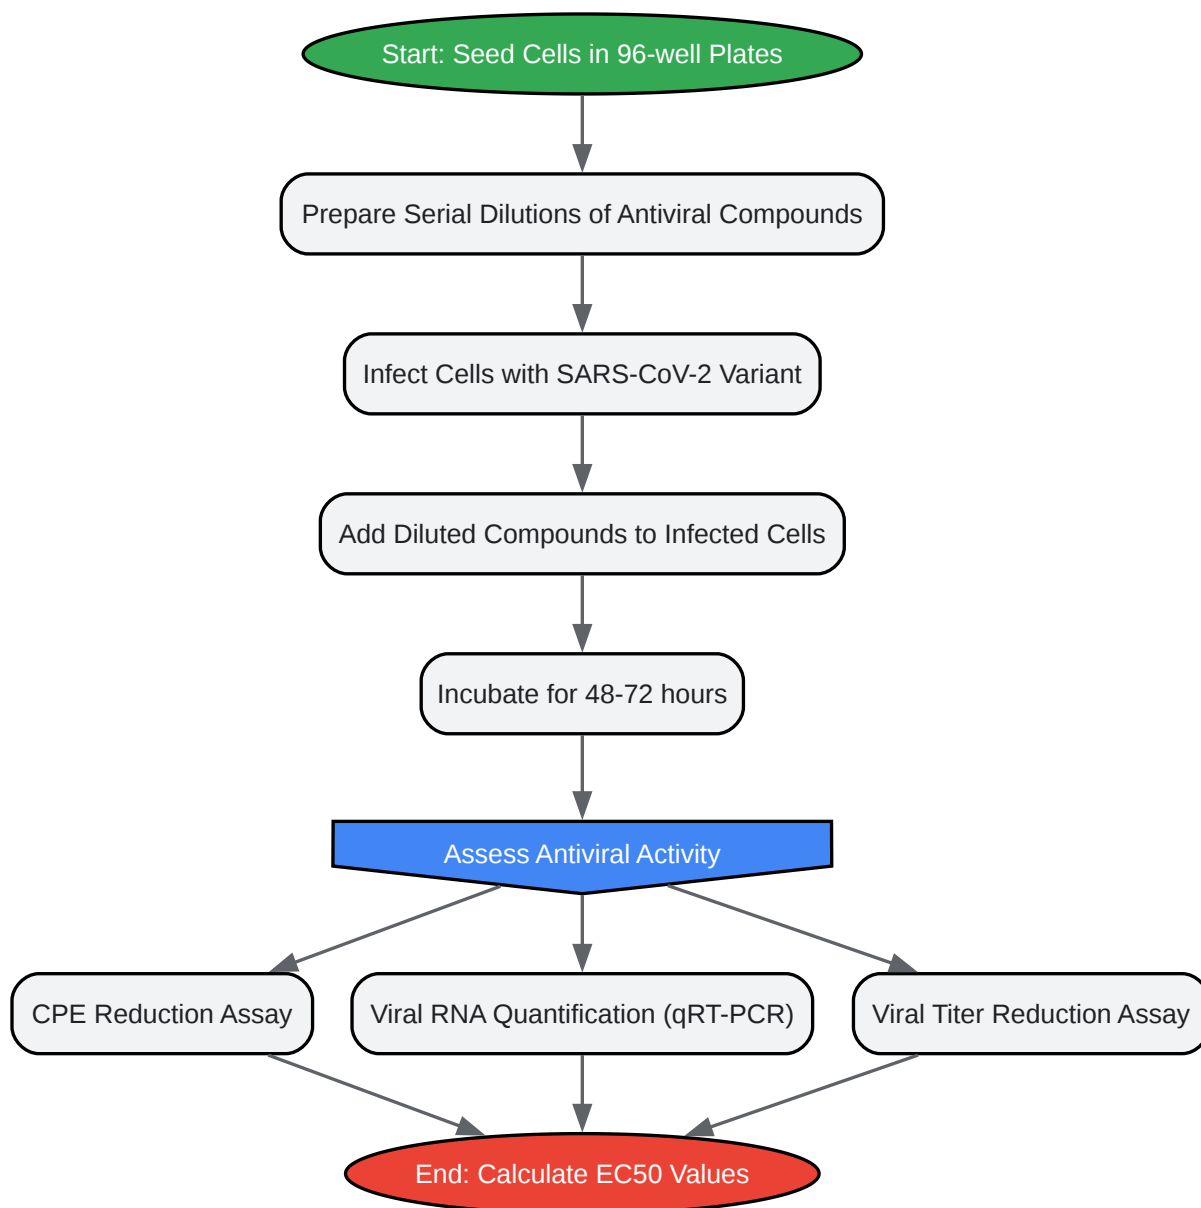 Start: Seed Cells in 96-well Plates
Prepare Serial Dilutions of Antiviral Compounds
Infect Cells with SARS-CoV-2 Variant
Add Diluted Compounds to Infected Cells
Incubate for 48-72 hours
Assess Antiviral Activity
CPE Reduction Assay
Viral RNA Quantification (qRT-PCR)
Viral Titer Reduction Assay
End: Calculate EC50 Values